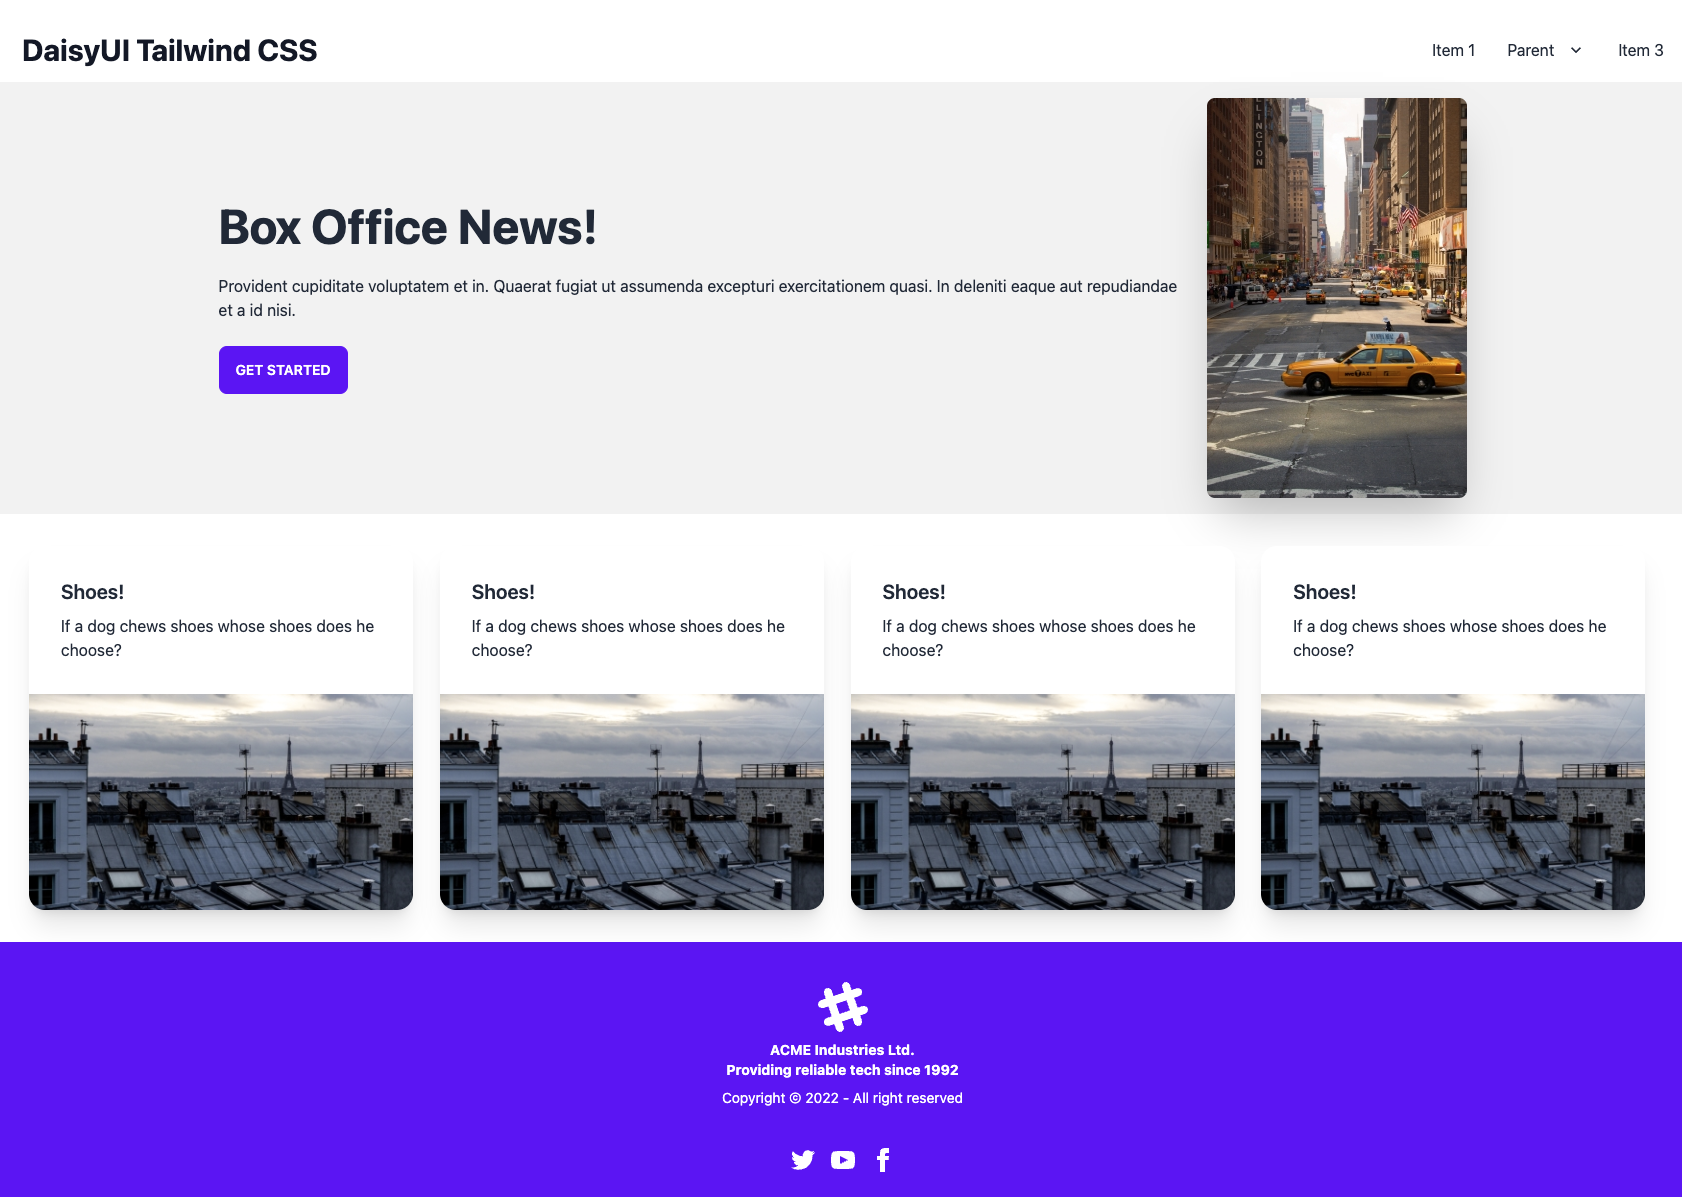 DaisyUI Tailwind CSS
Item 1
Parent
Item 3
Box Office News!
Provident cupiditate voluptatem et in. Quaerat fugiat ut assumenda excepturi exercitationem quasi. In deleniti eaque aut repudiandae
et a id nisi.
GET STARTED
LLINGTON
Shoes!
If a dog chews shoes whose shoes does he
choose?
Shoes!
If a dog chews shoes whose shoes does he
choose?
Shoes!
If a dog chews shoes whose shoes does he
choose?
Shoes!
If a dog chews shoes whose shoes does he
choose?
ACME Industries Ltd.
Providing reliable tech since 1992
Copyright © 2022 - All right reserved